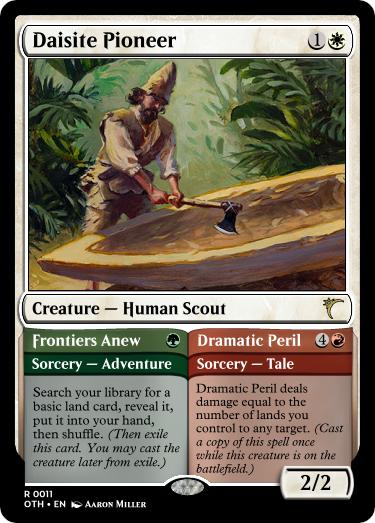 Daisite Pioneer 1
Creature — Human Scout
Frontiers Anew
Sorcery — Adventure
Search your library for a
basic land card, reveal it,
put it into your hand,
then shuffle. (Then exile
this card. You may cast the
creature later from exile.)
Dramatic Peril 4
Sorcery — Tale
Dramatic Peril deals
damage equal to the
number of lands you
control to any target. (Cast
a copy of this spell once
while this creature is on the
battlefield.)
2/2
R 0011
OTH • EN Aaron Miller